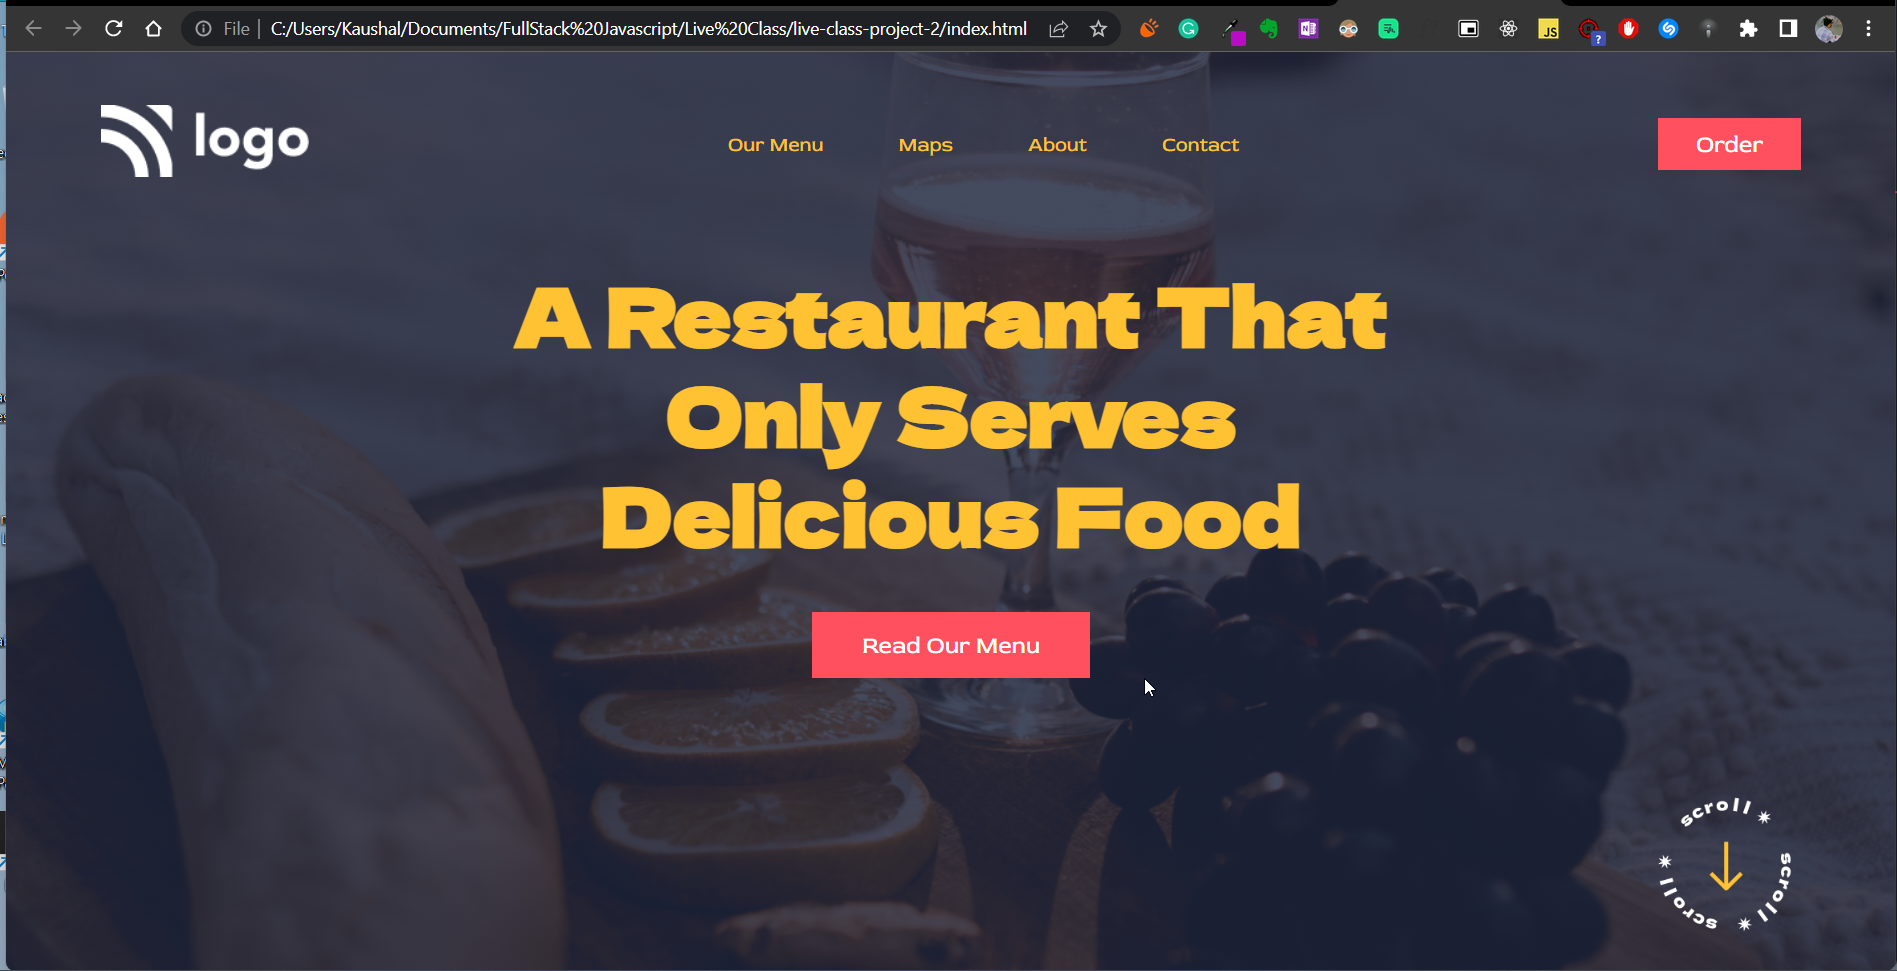 File
C:/Users/Kaushal/Documents/FullStack%20Javascript/Live%20Class/live-class-project-2/index.html
JS
?
logo
Our Menu
Maps
About
Contact
Order
A Restaurant That
Only Serves
Delicious Food
Read Our Menu
scroll
scroll
scroll